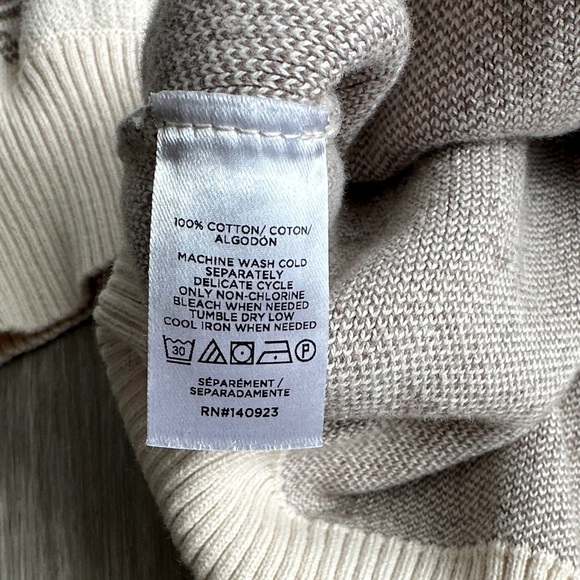 100% COTTON/ COTON/
ALGODÓN
MACHINE WASH COLD
SEPARATELY
DELICATE CYCLE
ONLY NON-CHLORINE
BLEACH WHEN NEEDED
TUMBLE DRY LOW
COOL IRON WHEN NEEDED
30 P
SÉPARÉMENT/
SEPARADAMENTE
RN#140923